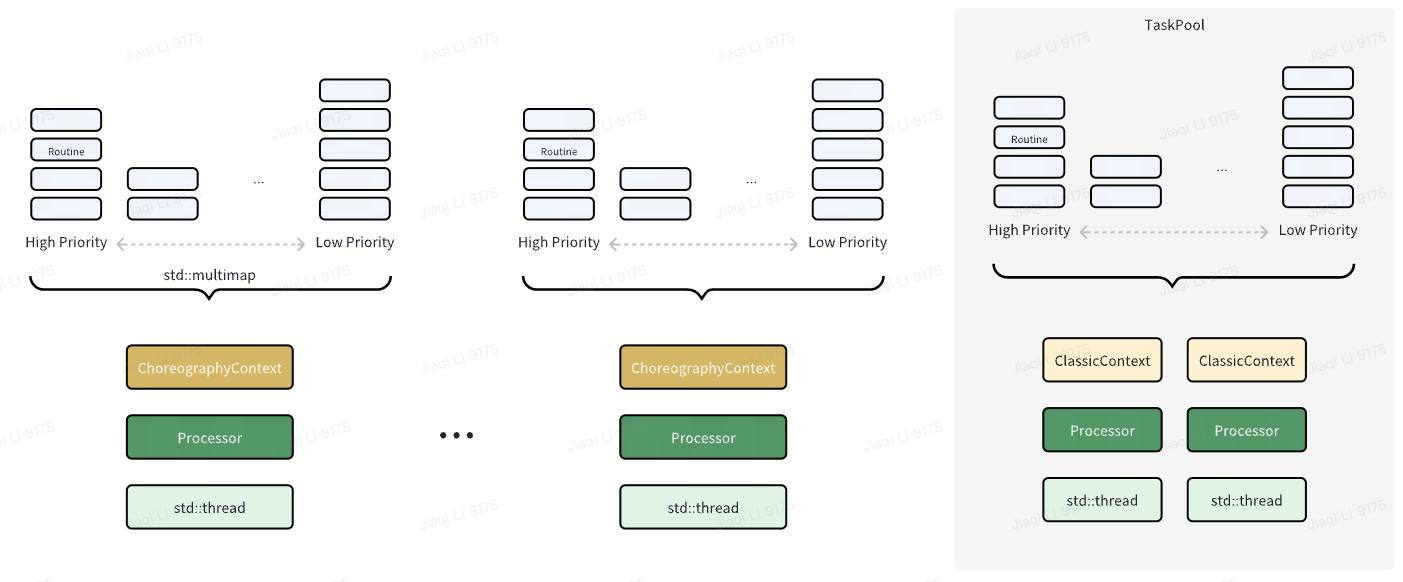 TaskPool
Routine
...
High Priority
Low Priority
std::multimap
ChoreographyContext
Processor
std::thread
...
Routine
...
High Priority
Low Priority
ChoreographyContext
Processor
std::thread
Routine
...
High Priority
Low Priority
ClassicContext
ClassicContext
Processor
Processor
std::thread
std::thread
Jiaqi Li 9175